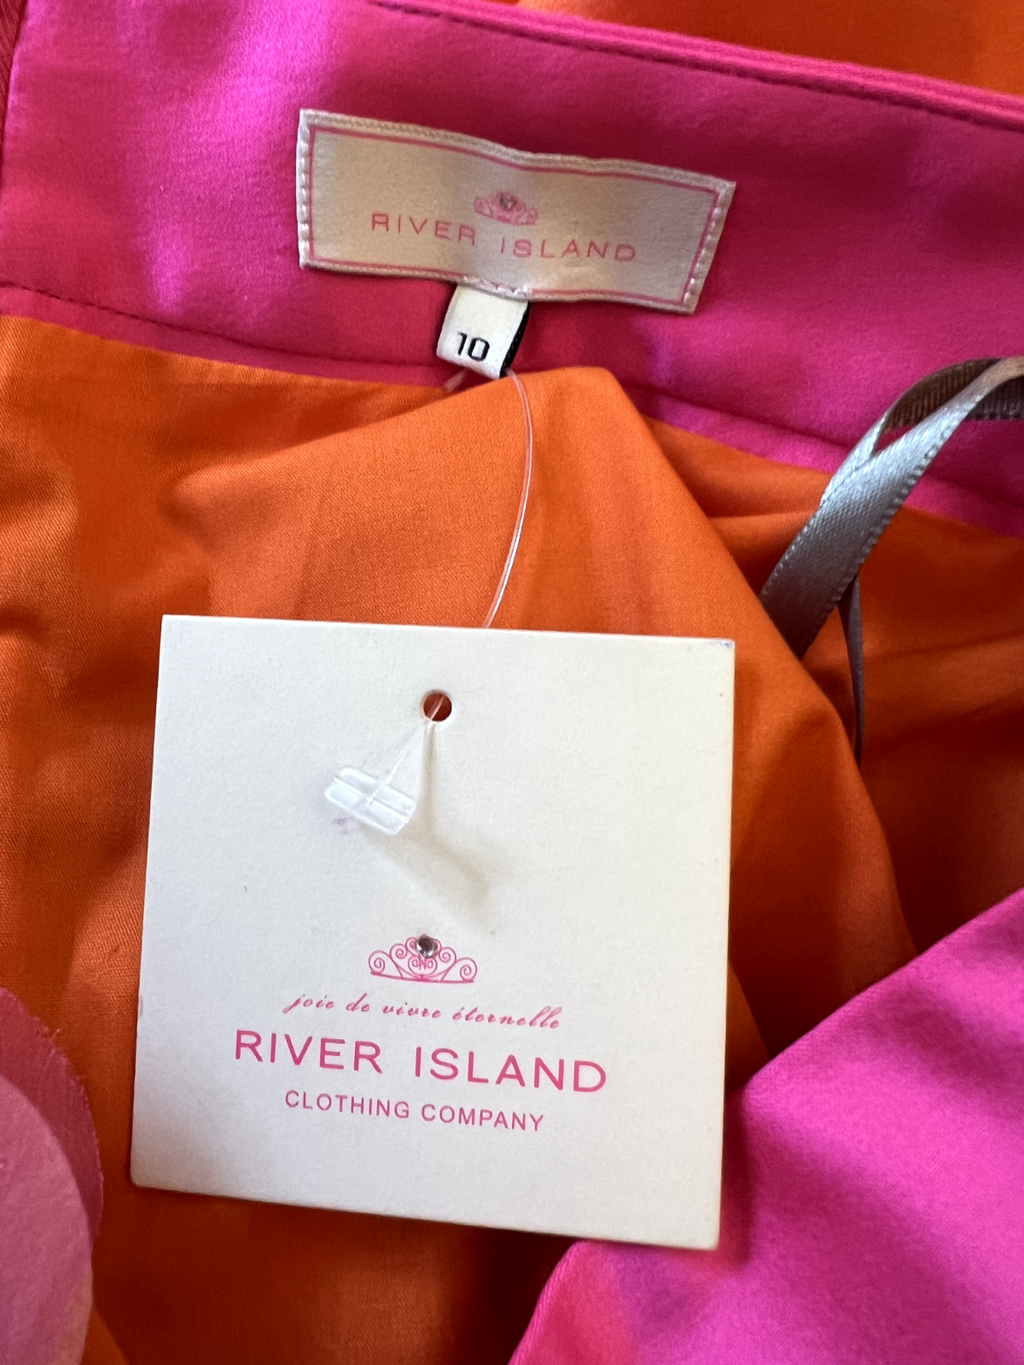 RIVER ISLAND
10
joie de vivre éternelle
RIVER ISLAND
CLOTHING COMPANY